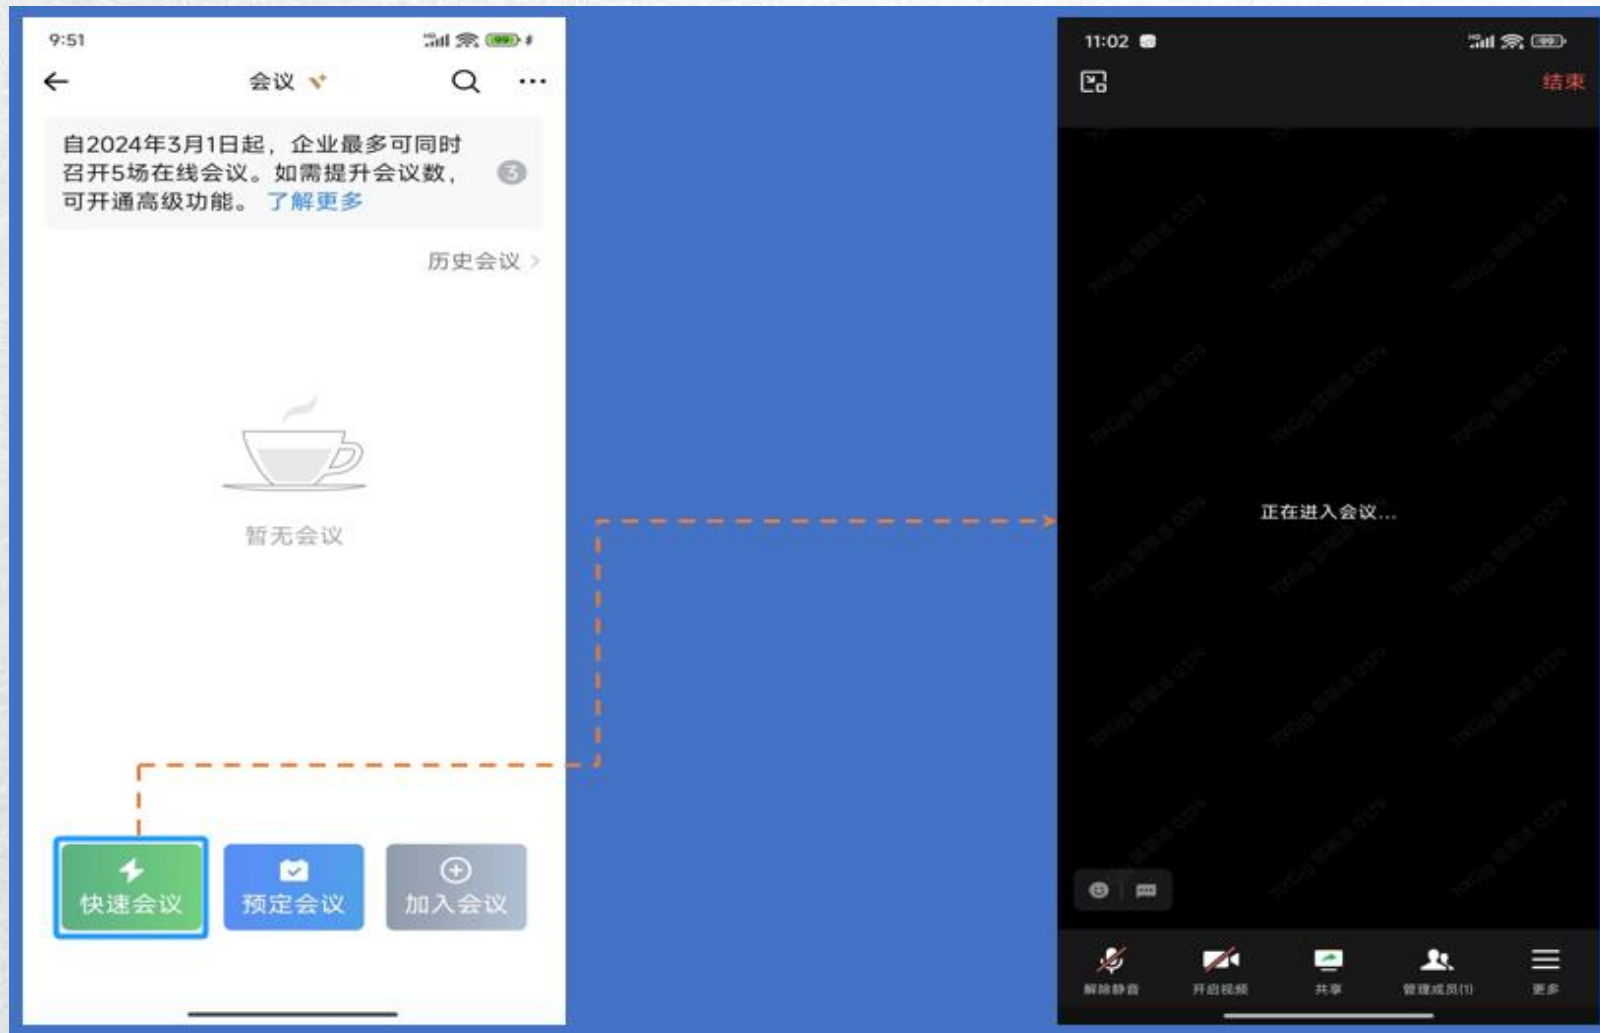 9:51
99
会议
自2024年3月1日起，企业最多可同时
召开5场在线会议。如需提升会议数，
可开通高级功能。 了解更多
3
历史会议 >
暂无会议
快速会议
预定会议
加入会议
11:02
99
结束
正在进入会议...
解除静音
开启视频
共享
管理成员(1)
更多